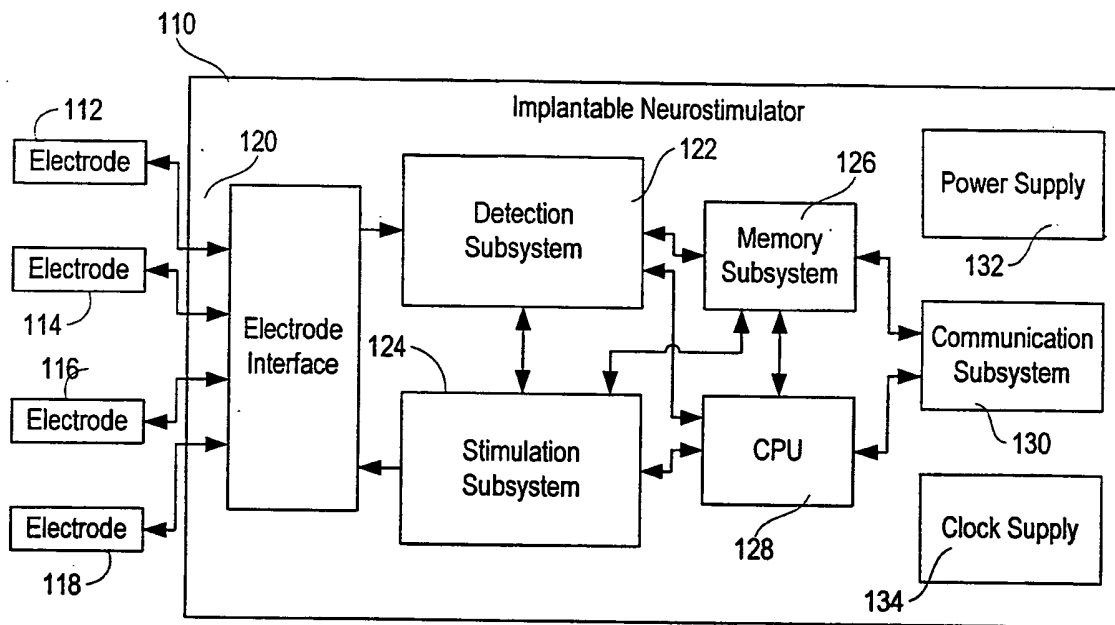 110
Implantable Neurostimulator
112
Electrode
120
122
126
Power Supply
132
Detection
Subsystem
Memory
Subsystem
Electrode
114
Electrode
Interface
124
Communication
Subsystem
130
116
Electrode
Stimulation
Subsystem
CPU
128
Electrode
118
Clock Supply
134